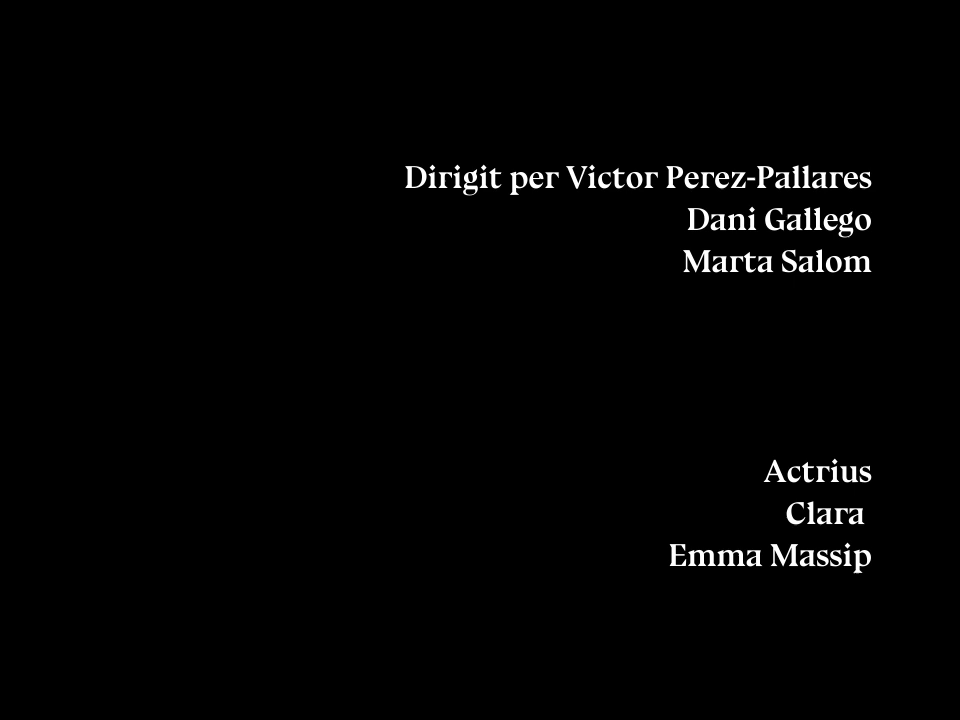 Dirigit per Victor Perez-Pallares
Dani Gallego
Marta Salom
Actrius
Clara
Emma Massip